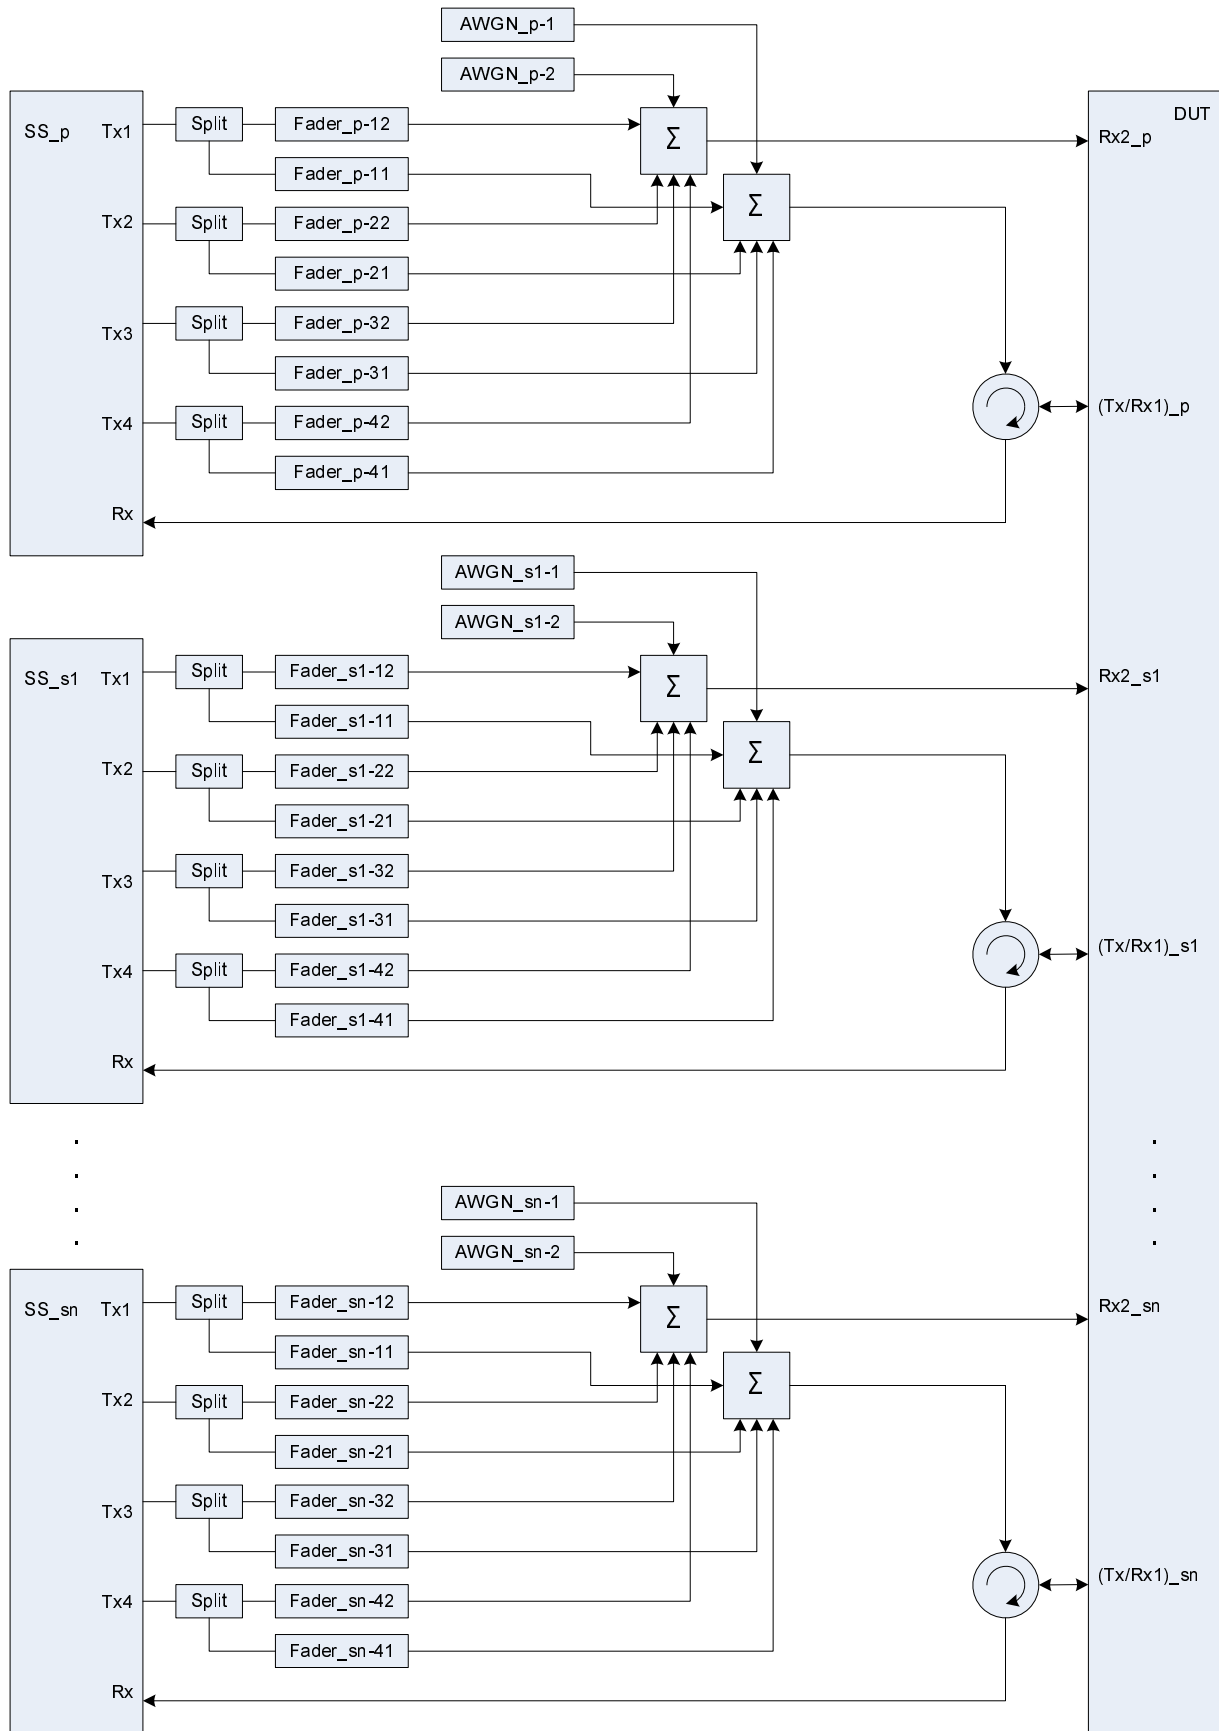 AWGN_p-1
AWGN_p-2
DUT
SS_p
Tx1
Split
Fader_p-12
Σ
Rx2_p
Fader_p-11
Σ
Tx2
Split
Fader_p-22
Fader_p-21
Tx3
Split
Fader_p-32
Fader_p-31
Tx4
Split
Fader_p-42
(Tx/Rx1)_p
Fader_p-41
Rx
AWGN_s1-1
AWGN_s1-2
SS_s1
Tx1
Split
Fader_s1-12
Σ
Rx2_s1
Fader_s1-11
Σ
Tx2
Split
Fader_s1-22
Fader_s1-21
Tx3
Split
Fader_s1-32
Fader_s1-31
Tx4
Split
Fader_s1-42
(Tx/Rx1)_s1
Fader_s1-41
Rx
AWGN_sn-1
AWGN_sn-2
SS_sn
Tx1
Split
Fader_sn-12
Σ
Rx2_sn
Fader_sn-11
Σ
Tx2
Split
Fader_sn-22
Fader_sn-21
Tx3
Split
Fader_sn-32
Fader_sn-31
Tx4
Split
Fader_sn-42
(Tx/Rx1)_sn
Fader_sn-41
Rx